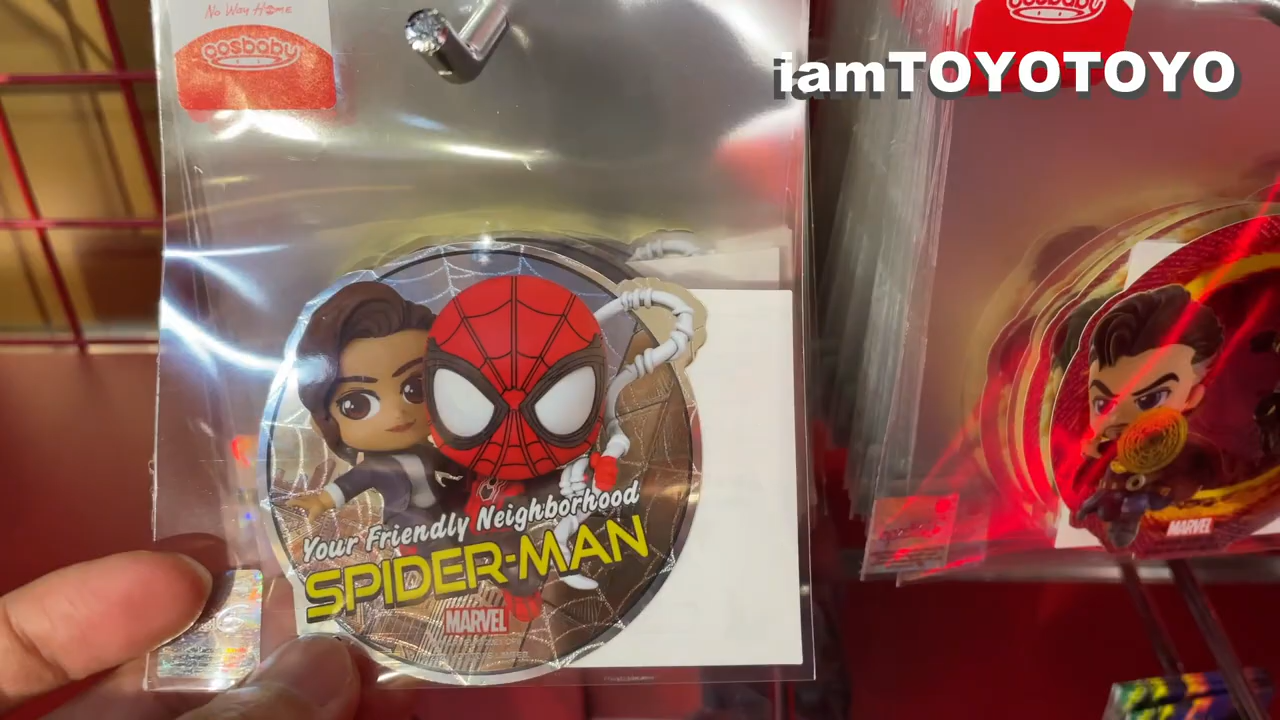 No Way Home
cosbaby
cosbaby
iamTOYOTOYO
Your Friendly Neighborhood
SPIDER-MAN
MARVEL
MARVEL